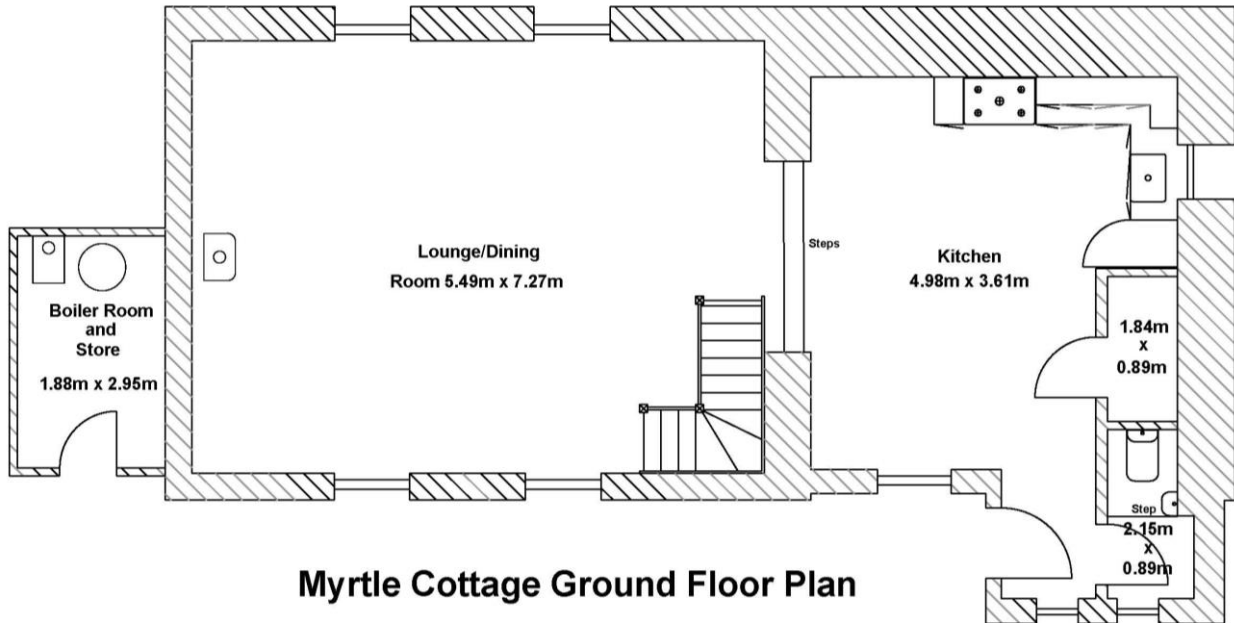 Boiler Room
and
Store
1.88m x 2.95m
Lounge/Dining
Room 5.49m x 7.27m
Steps
Kitchen
4.98m x 3.61m
1.84m
x
0.89m
Step
2.15m
x
0.89m
Myrtle Cottage Ground Floor Plan